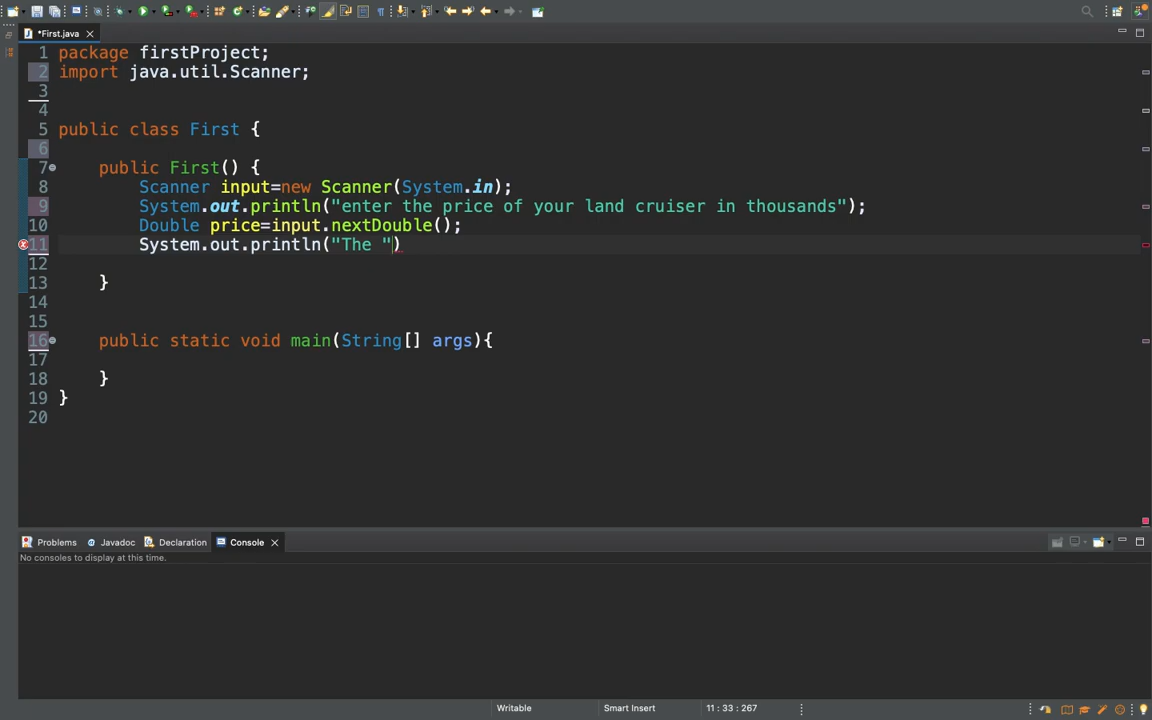 *First.java
1 package firstProject;
2 import java.util.Scanner;
3
4
5 public class First {
6
7 public First() {
8 Scanner input=new Scanner(System.in);
9 System.out.println("enter the price of your land cruiser in thousands");
10 Double price=input.nextDouble();
11 System.out.println("The ")
12
13 }
14
15
16 public static void main(String[] args){
17
18 }
19 }
20
Problems Javadoc Declaration Console
No consoles to display at this time.
Writable Smart Insert 11 : 33 : 267